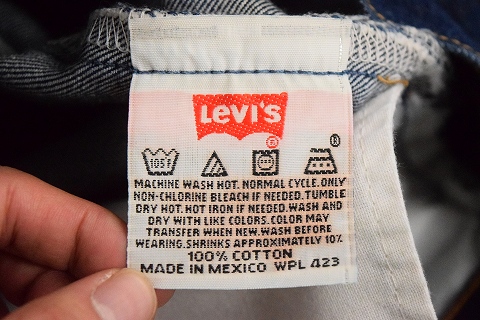 Levi's
105F
MACHINE WASH HOT. NORMAL CYCLE. ONLY
NON-CHLORINE BLEACH IF NEEDED. TUMBLE
DRY HOT. HOT IRON IF NEEDED. WASH AND
DRY WITH LIKE COLORS. COLOR MAY
TRANSFER WHEN NEW. WASH BEFORE
WEARING. SHRINKS APPROXIMATELY 10%
100% COTTON
MADE IN MEXICO WPL 423